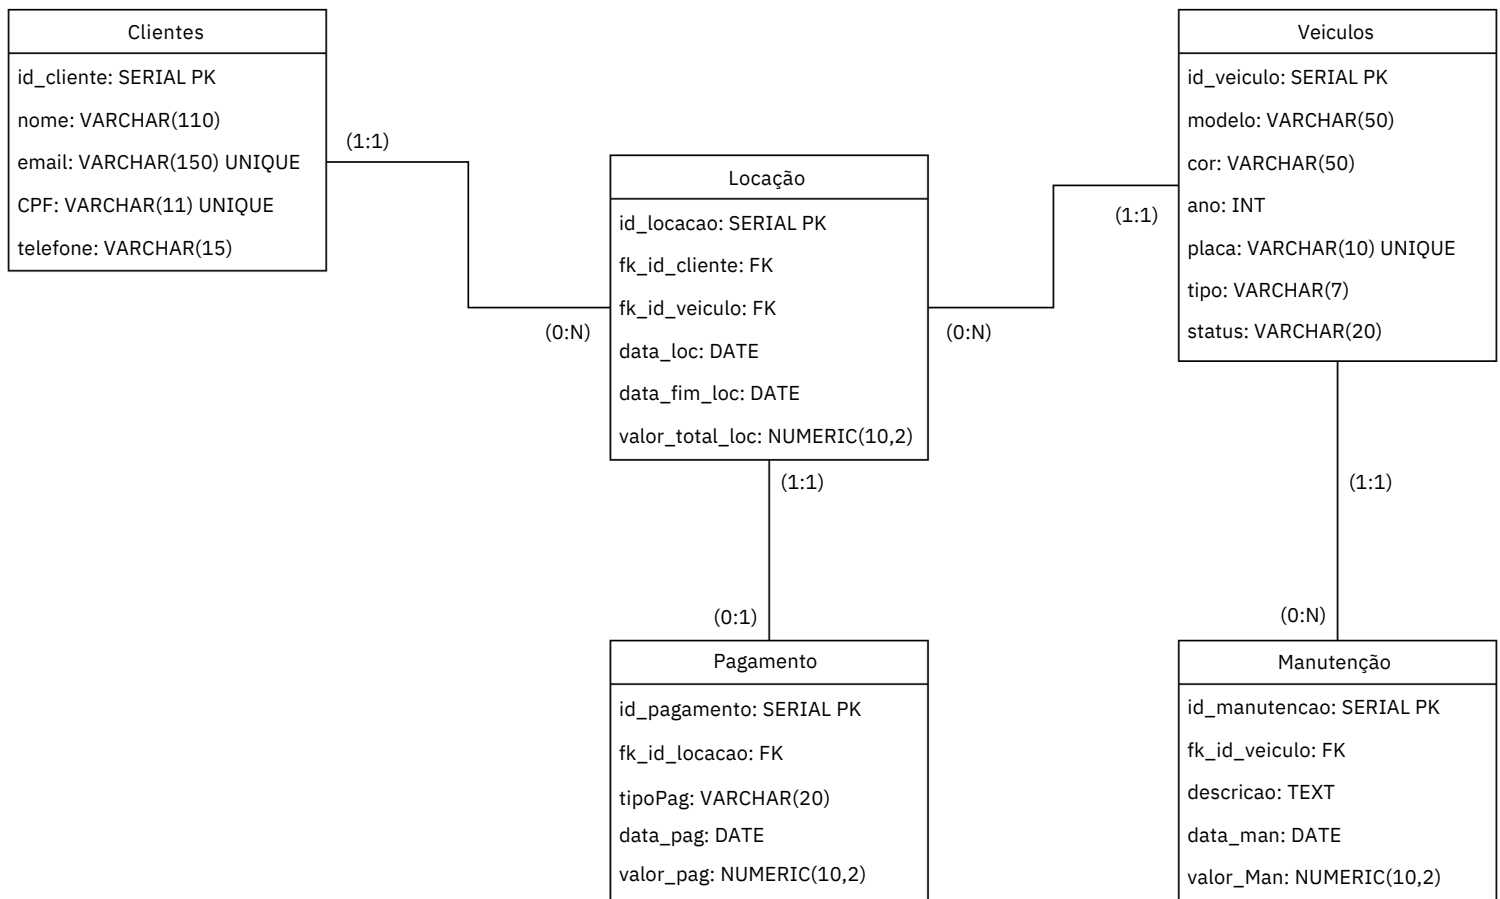 Clientes
id_cliente: SERIAL PK
nome: VARCHAR(110)
email: VARCHAR(150) UNIQUE
CPF: VARCHAR(11) UNIQUE
telefone: VARCHAR(15)
(1:1)
(0:N)
Locação
id_locacao: SERIAL PK
fk_id_cliente: FK
fk_id_veiculo: FK
data_loc: DATE
data_fim_loc: DATE
valor_total_loc: NUMERIC(10,2)
(0:N)
(1:1)
Veiculos
id_veiculo: SERIAL PK
modelo: VARCHAR(50)
cor: VARCHAR(50)
ano: INT
placa: VARCHAR(10) UNIQUE
tipo: VARCHAR(7)
status: VARCHAR(20)
(1:1)
(0:1)
Pagamento
id_pagamento: SERIAL PK
fk_id_locacao: FK
tipoPag: VARCHAR(20)
data_pag: DATE
valor_pag: NUMERIC(10,2)
(1:1)
(0:N)
Manutenção
id_manutencao: SERIAL PK
fk_id_veiculo: FK
descricao: TEXT
data_man: DATE
valor_Man: NUMERIC(10,2)